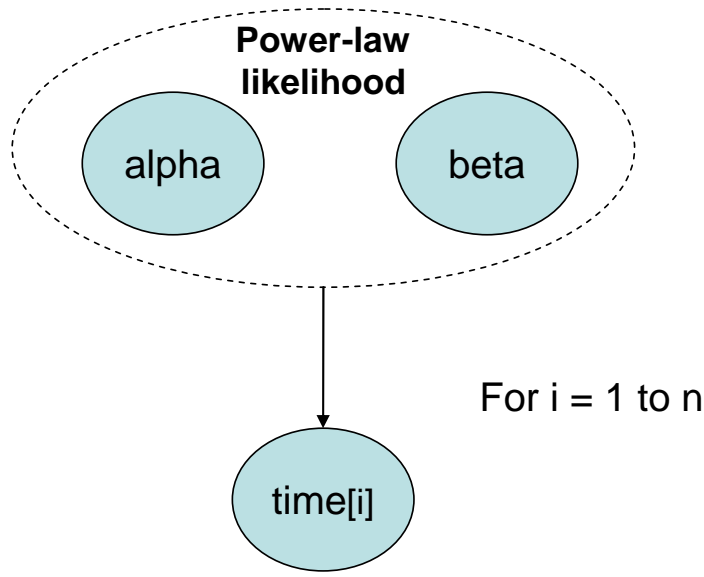 Power-law
likelihood
alpha
beta
For i = 1 to n
time[i]